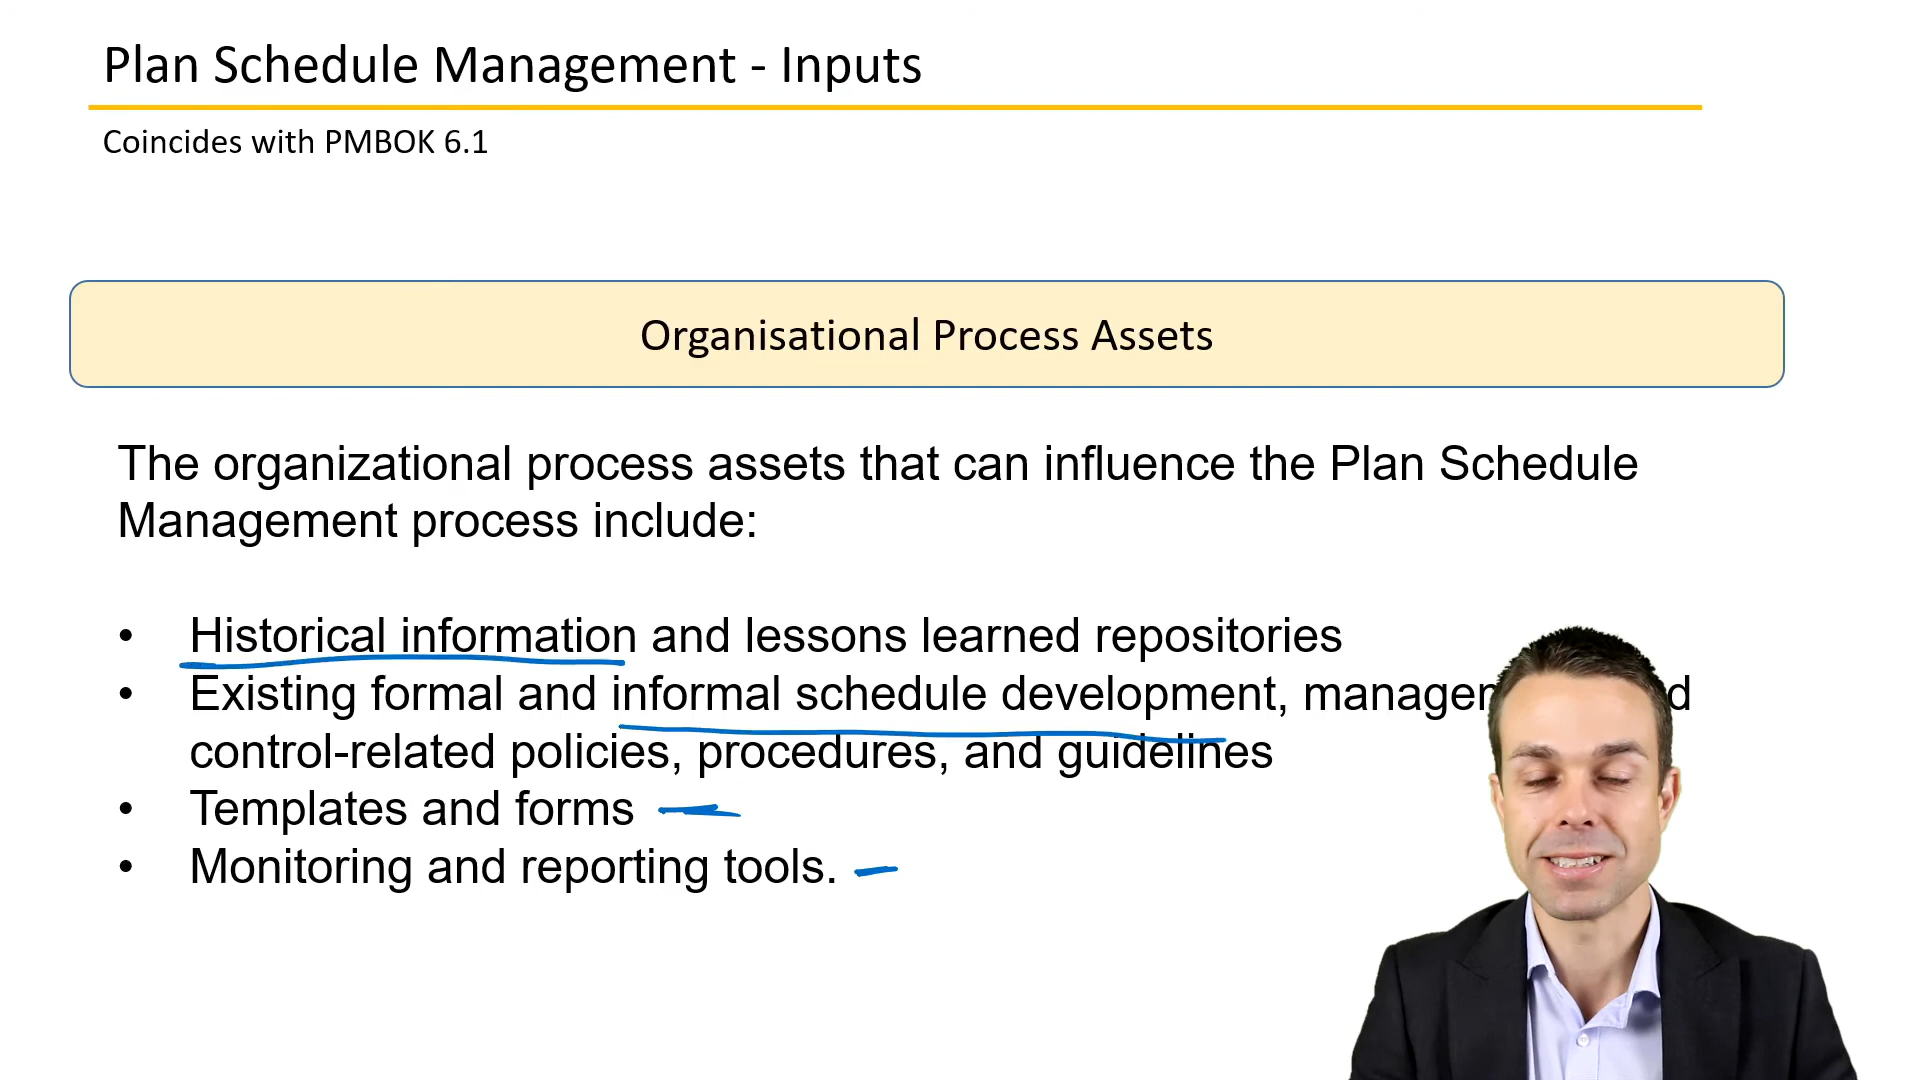 Plan Schedule Management - Inputs
Coincides with PMBOK 6.1
Organisational Process Assets
The organizational process assets that can influence the Plan Schedule
Management process include:
• Historical information and lessons learned repositories
• Existing formal and informal schedule development,
control-related policies, procedures, and guidelines
• Templates and forms
• Monitoring and reporting tools.